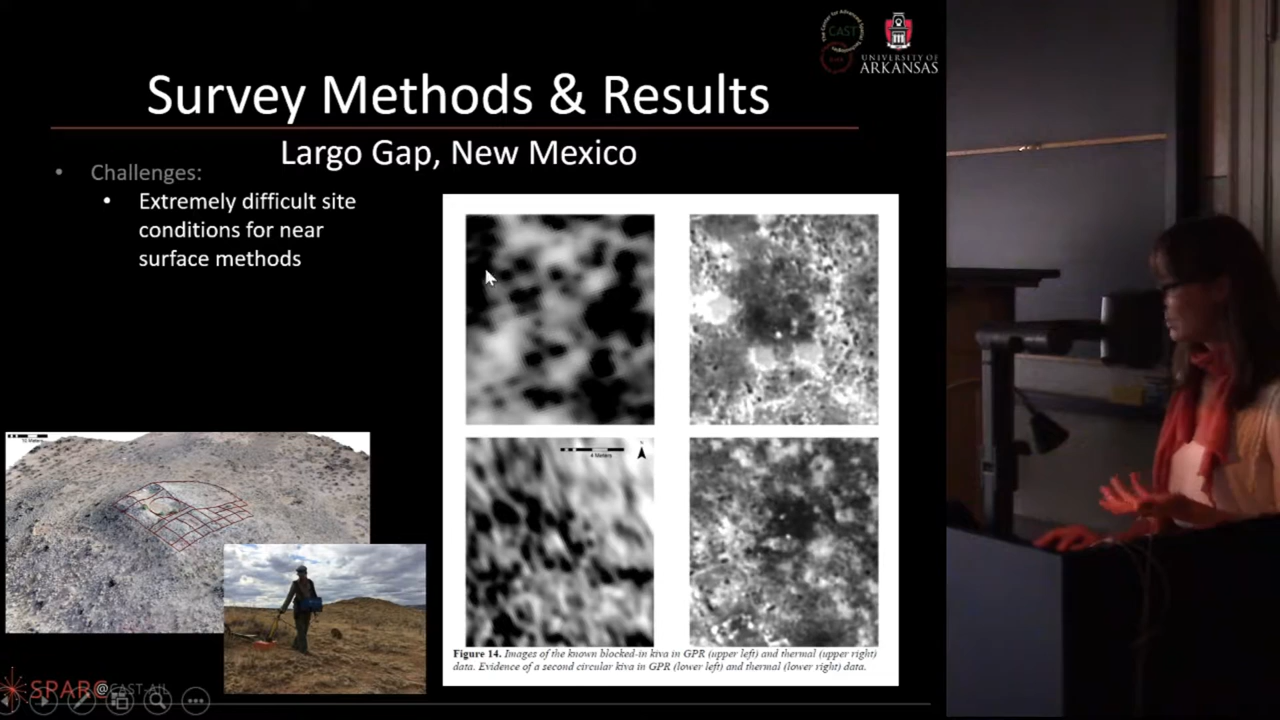 CAST
UNIVERSITY OF
ARKANSAS
Survey Methods & Results
Largo Gap, New Mexico
• Challenges:
• Extremely difficult site
conditions for near
surface methods
4 Meters
Figure 14. Images of the known blocked-in kiva in GPR (upper left) and thermal (upper right)
data. Evidence of a second circular kiva in GPR (lower left) and thermal (lower right) data.
SPARC@CAST